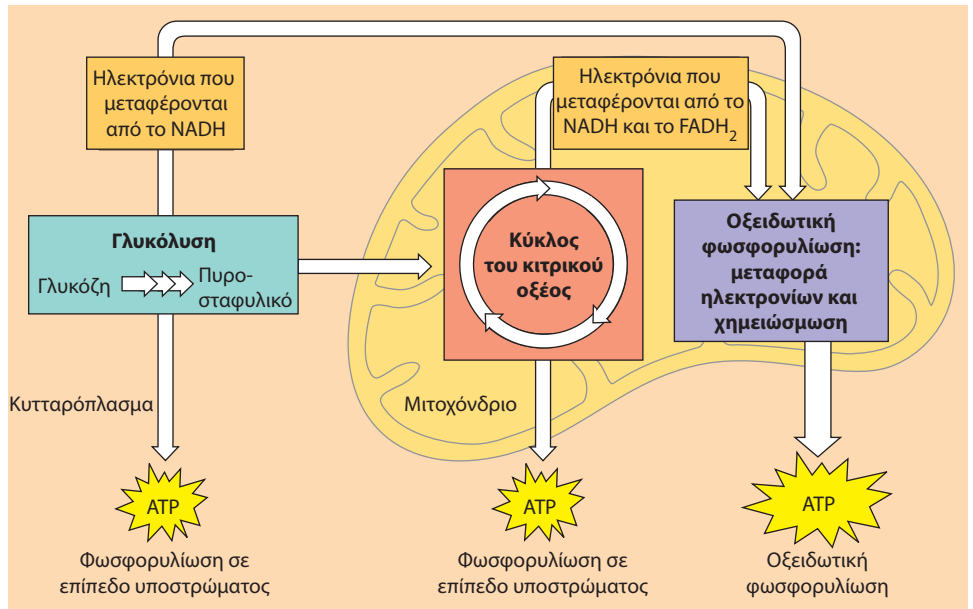 Ηλεκτρόνια που
μεταφέρονται
από το NADH
Ηλεκτρόνια που
μεταφέρονται από το
NADH και το FADH₂
Γλυκόλυση
Γλυκόζη
Πυρο-
σταφυλικό
Κύκλος
του κιτρικού
οξέος
Οξειδωτική
φωσφορυλίωση:
μεταφορά
ηλεκτρονίων και
χημειώσμωση
Κυτταρόπλασμα
Μιτοχόνδριο
ATP
ATP
ATP
Φωσφορυλίωση σε
επίπεδο υποστρώματος
Φωσφορυλίωση σε
επίπεδο υποστρώματος
Οξειδωτική
φωσφορυλίωση